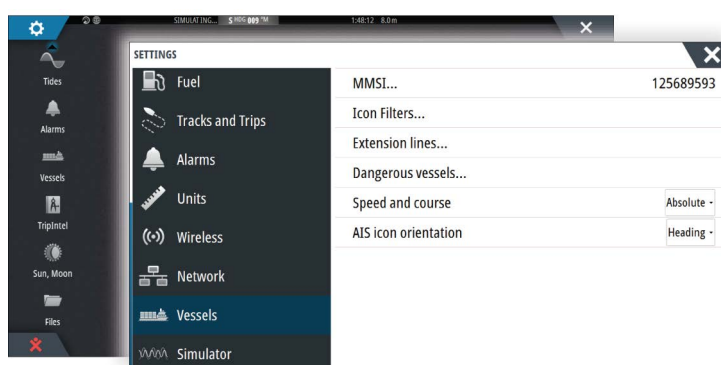 SIMULATING... S HDG 009 °M 1:48:12 8.0 m
SETTINGS
Tides
Alarms
Vessels
TripIntel
Sun, Moon
Files
Fuel
Tracks and Trips
Alarms
Units
Wireless
Network
Vessels
Simulator
MMSI... 125689593
Icon Filters...
Extension lines...
Dangerous vessels...
Speed and course Absolute
AIS icon orientation Heading